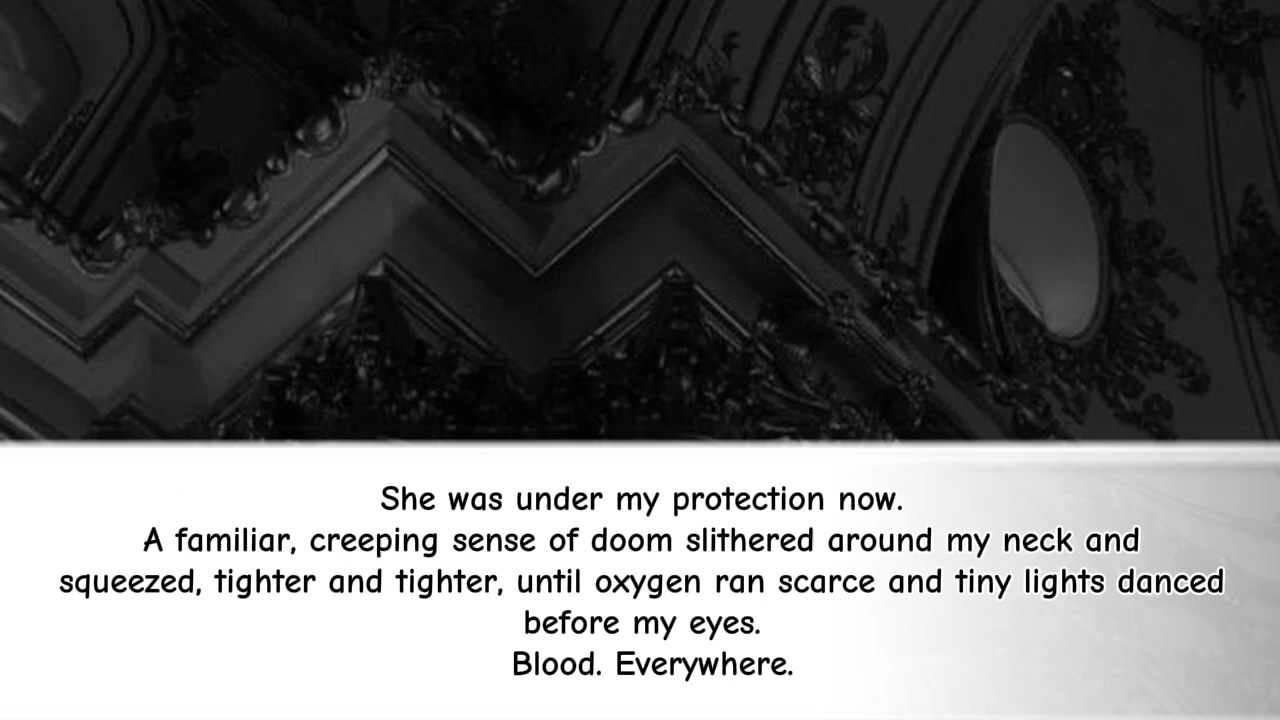 She was under my protection now.
A familiar, creeping sense of doom slithered around my neck and
squeezed, tighter and tighter, until oxygen ran scarce and tiny lights danced
before my eyes.
Blood. Everywhere.